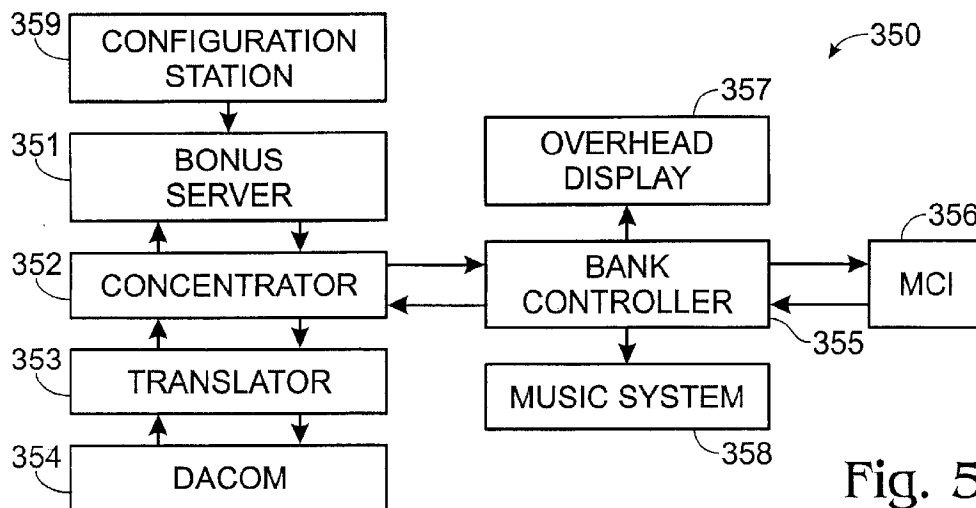 359
CONFIGURATION
STATION
350
351
BONUS
SERVER
357
OVERHEAD
DISPLAY
352
CONCENTRATOR
BANK
CONTROLLER
355
356
MCI
353
TRANSLATOR
MUSIC SYSTEM
358
354
DACOM
Fig. 5